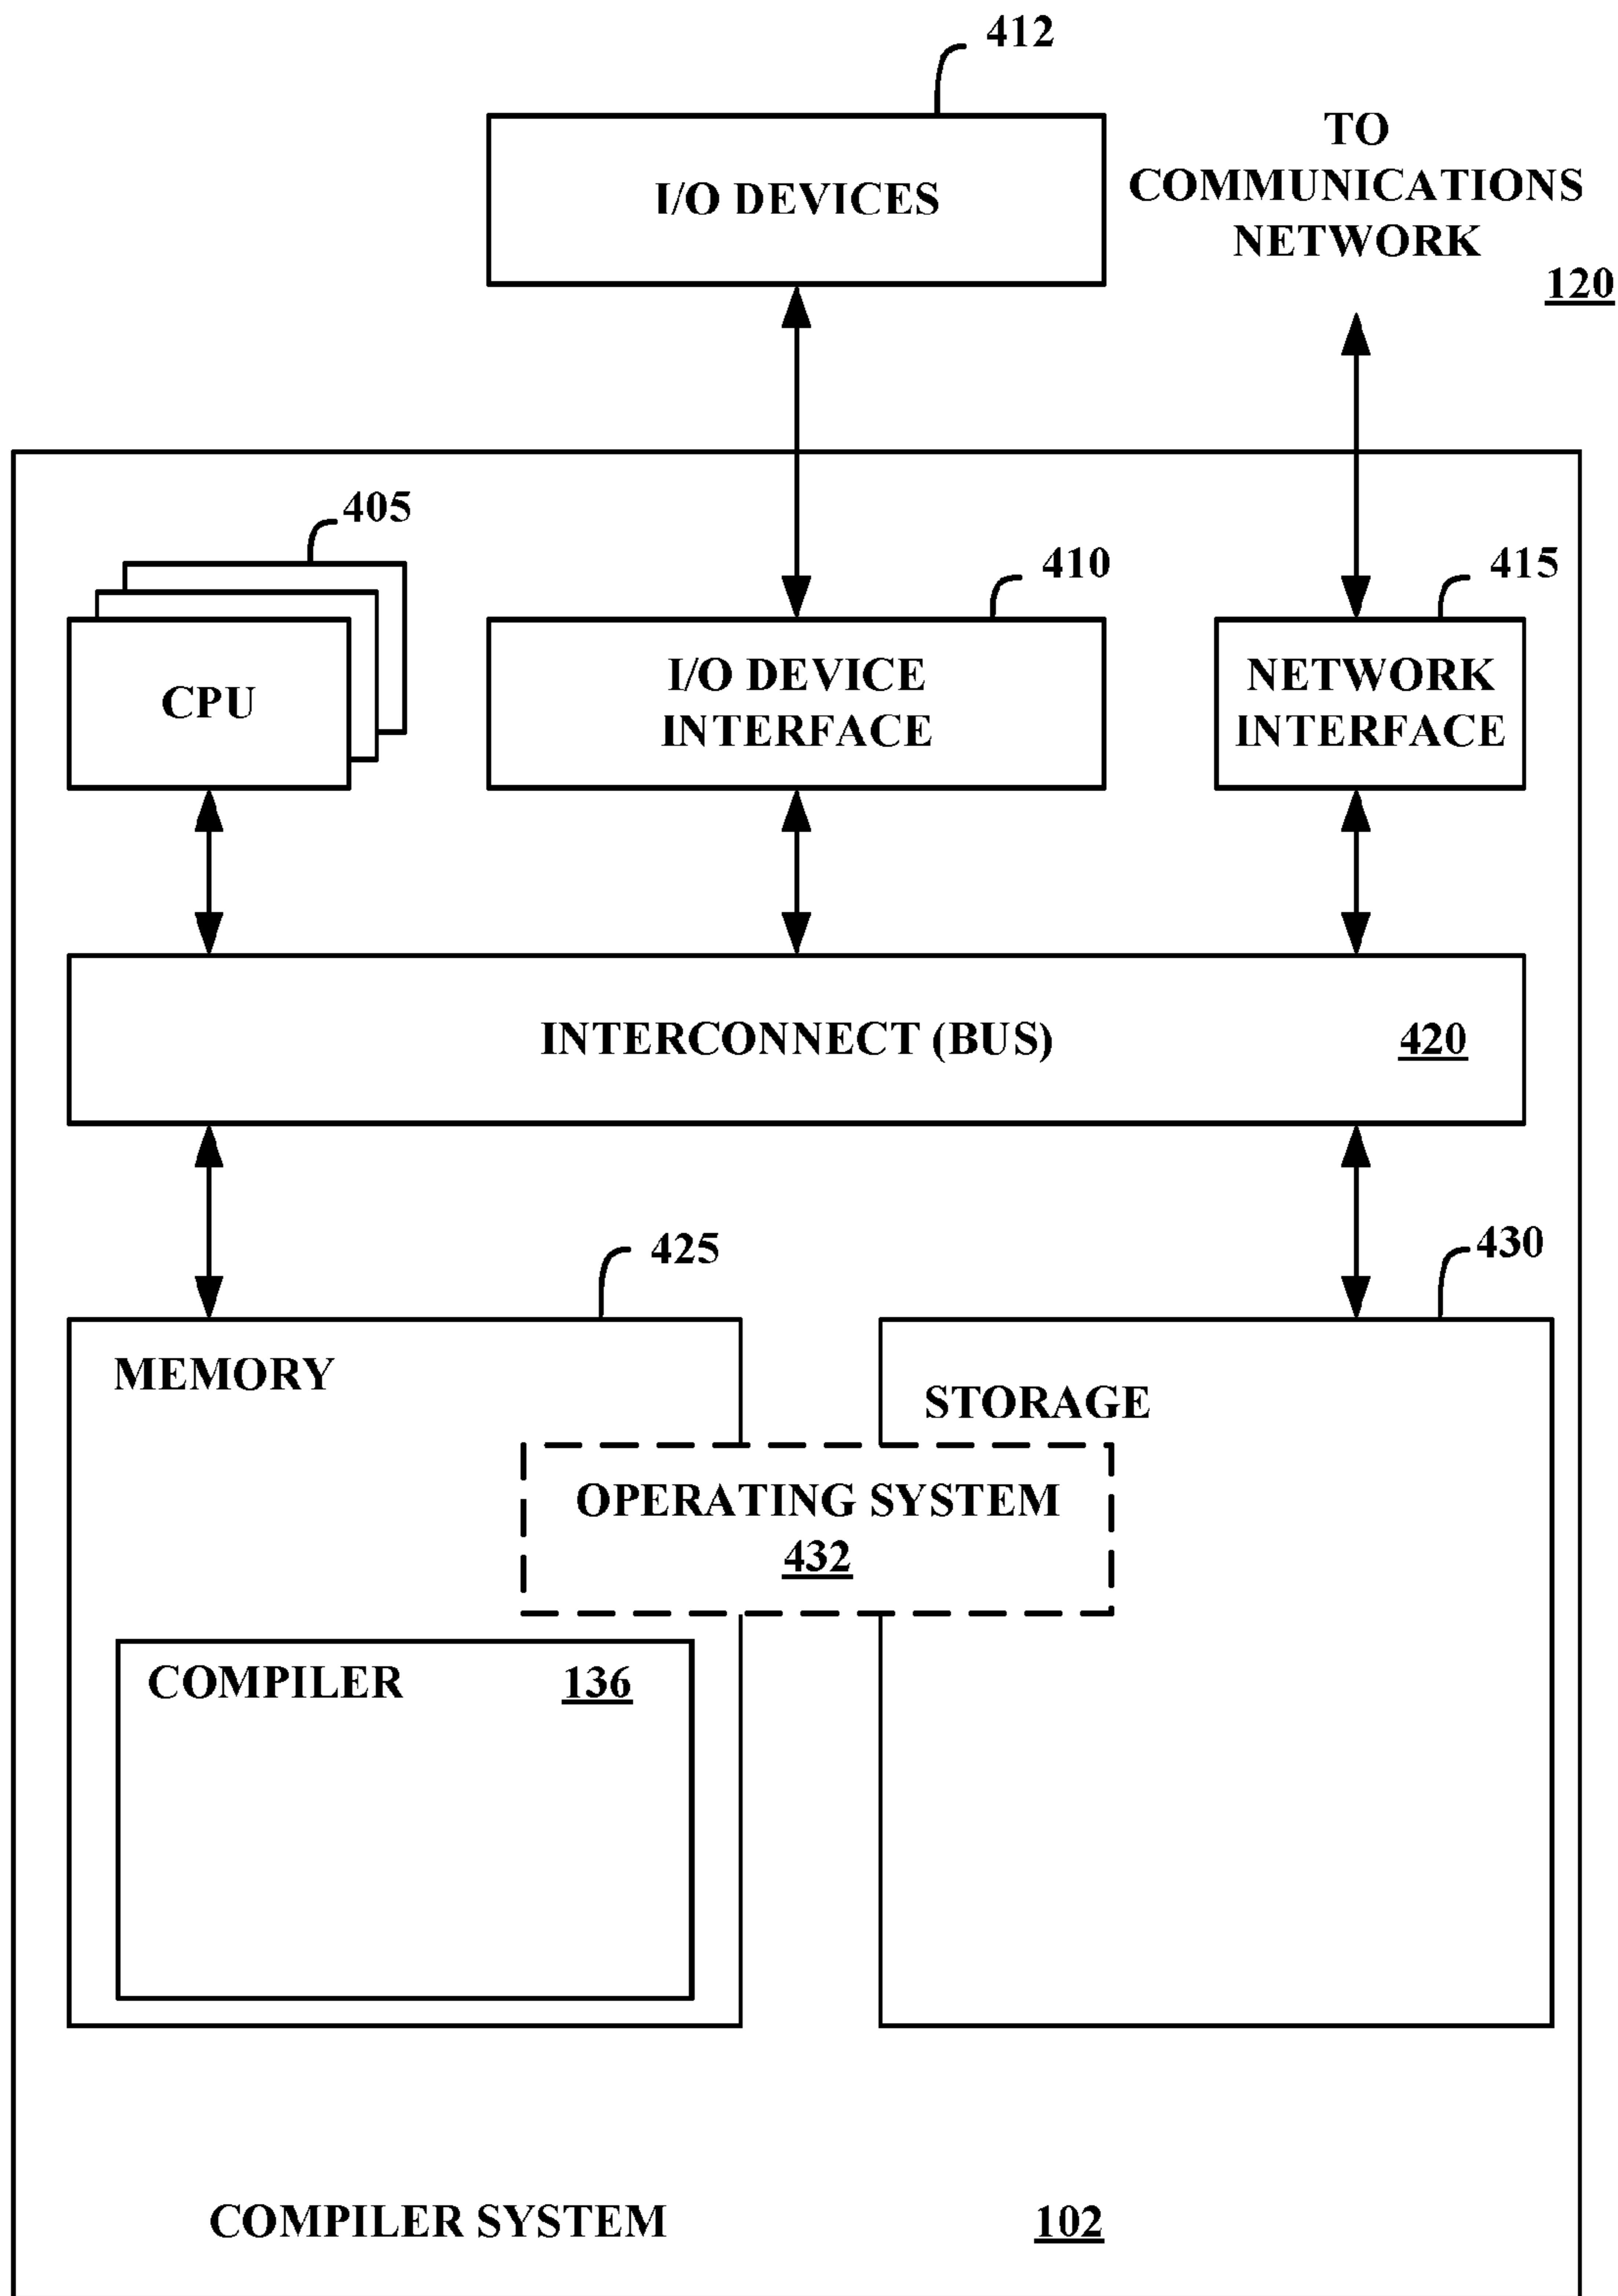 412
I/O DEVICES
TO
COMMUNICATIONS
NETWORK
120
405
CPU
410
I/O DEVICE
INTERFACE
415
NETWORK
INTERFACE
INTERCONNECT (BUS)
420
425
MEMORY
430
STORAGE
OPERATING SYSTEM
432
COMPILER
136
COMPILER SYSTEM
102